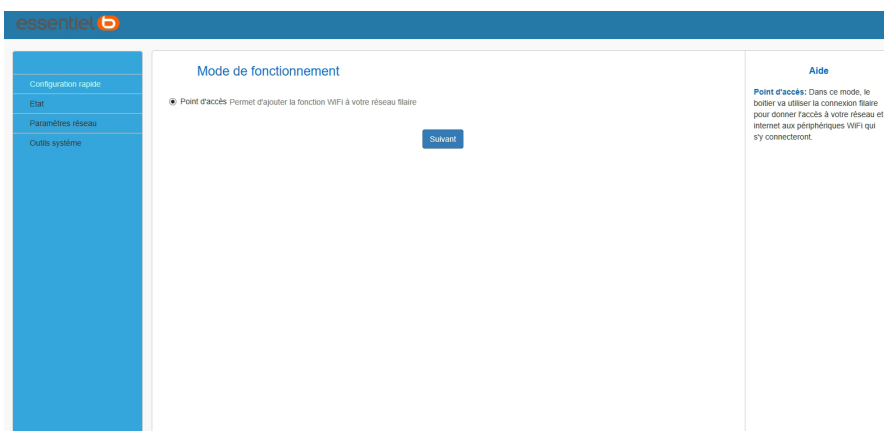 essentiel b
Configuration rapide
Etat
Paramètres réseau
Outils système
Mode de fonctionnement
Point d'accès Permet d'ajouter la fonction WiFi à votre réseau filaire
Suivant
Aide
Point d'accès: Dans ce mode, le
boitier va utiliser la connexion filaire
pour donner l'accès à votre réseau et
internet aux périphériques WiFi qui
s'y connecteront.